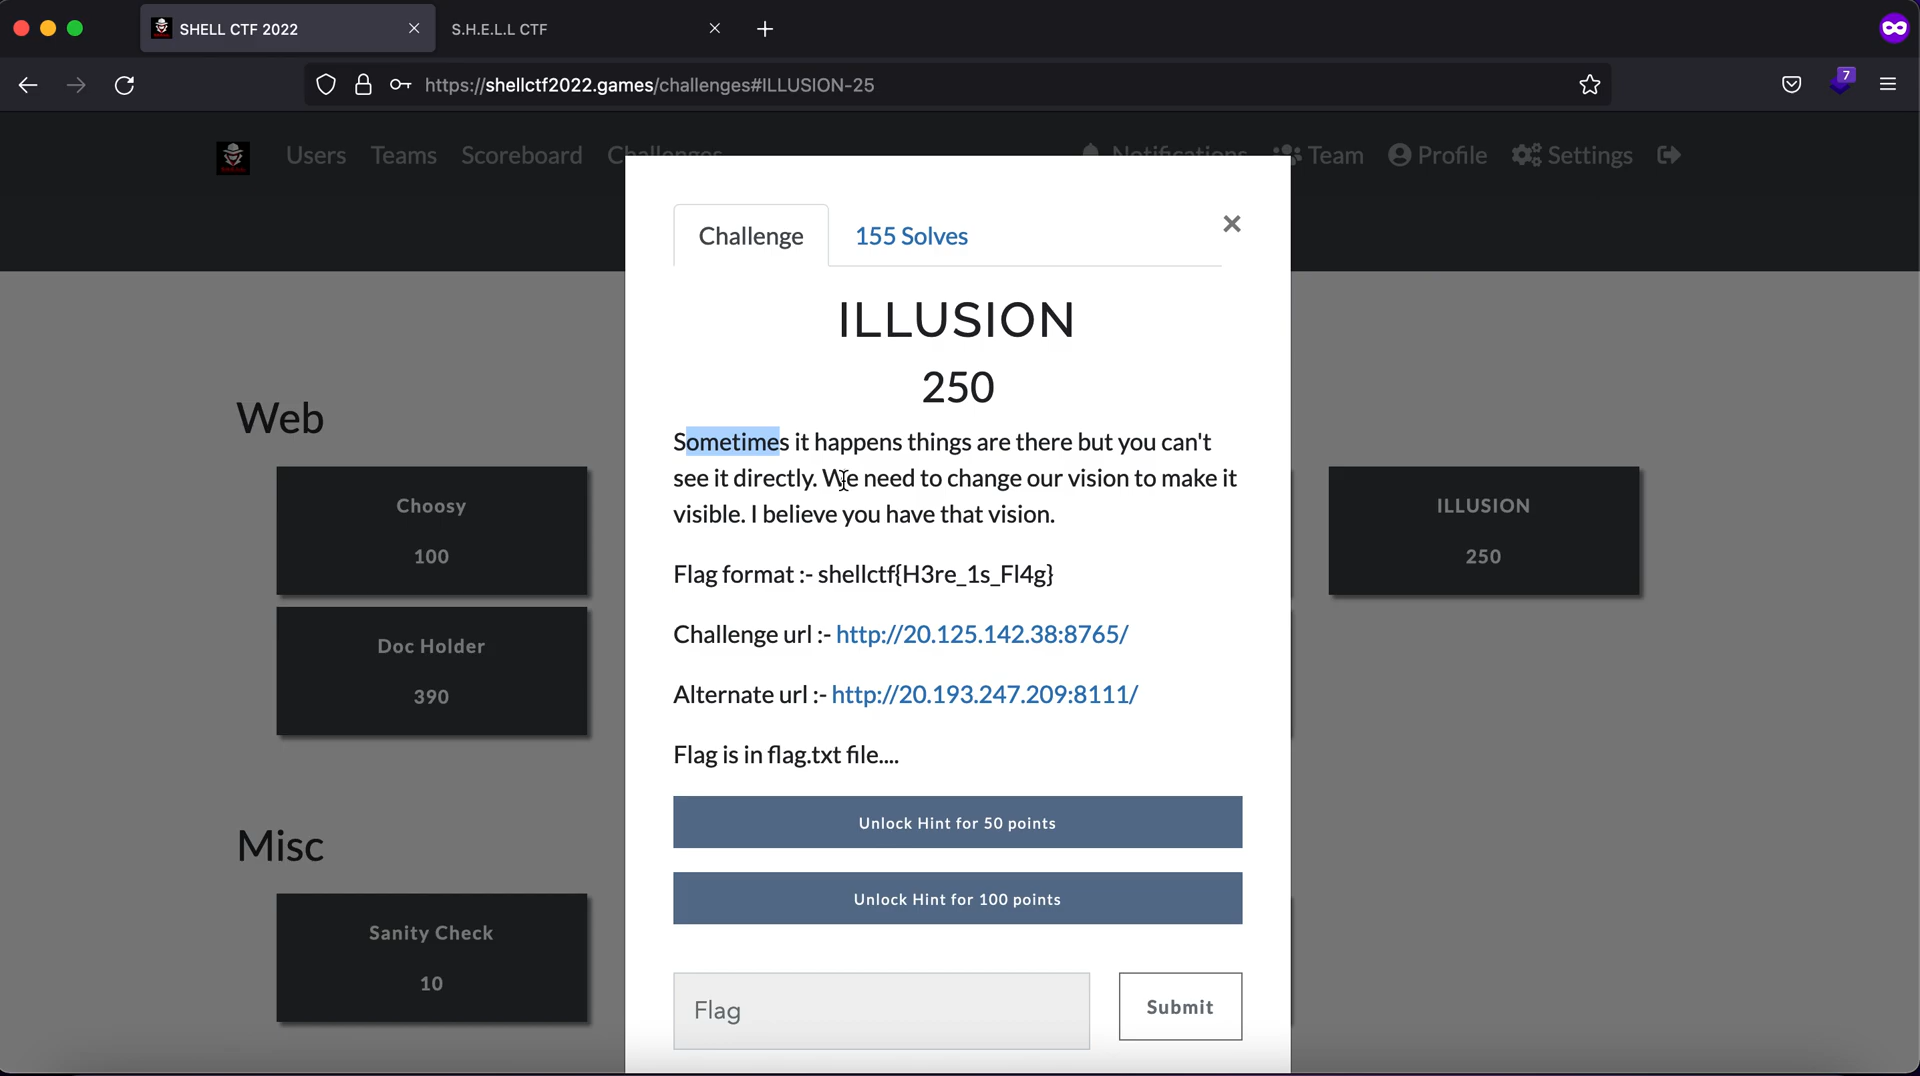 SHELL CTF 2022
S.H.E.L.L CTF
https://shellctf2022.games/challenges#ILLUSION-25
7
Users Teams Scoreboard Challenges Notifications Team Profile Settings
Challenge
155 Solves
ILLUSION
250
Sometimes it happens things are there but you can't
see it directly. We need to change our vision to make it
visible. I believe you have that vision.
Flag format :- shellctf{H3re_1s_Fl4g}
Challenge url :- http://20.125.142.38:8765/
Alternate url :- http://20.193.247.209:8111/
Flag is in flag.txt file....
Unlock Hint for 50 points
Unlock Hint for 100 points
Flag
Submit
Web
Choosy
100
ILLUSION
250
Doc Holder
390
Misc
Sanity Check
10